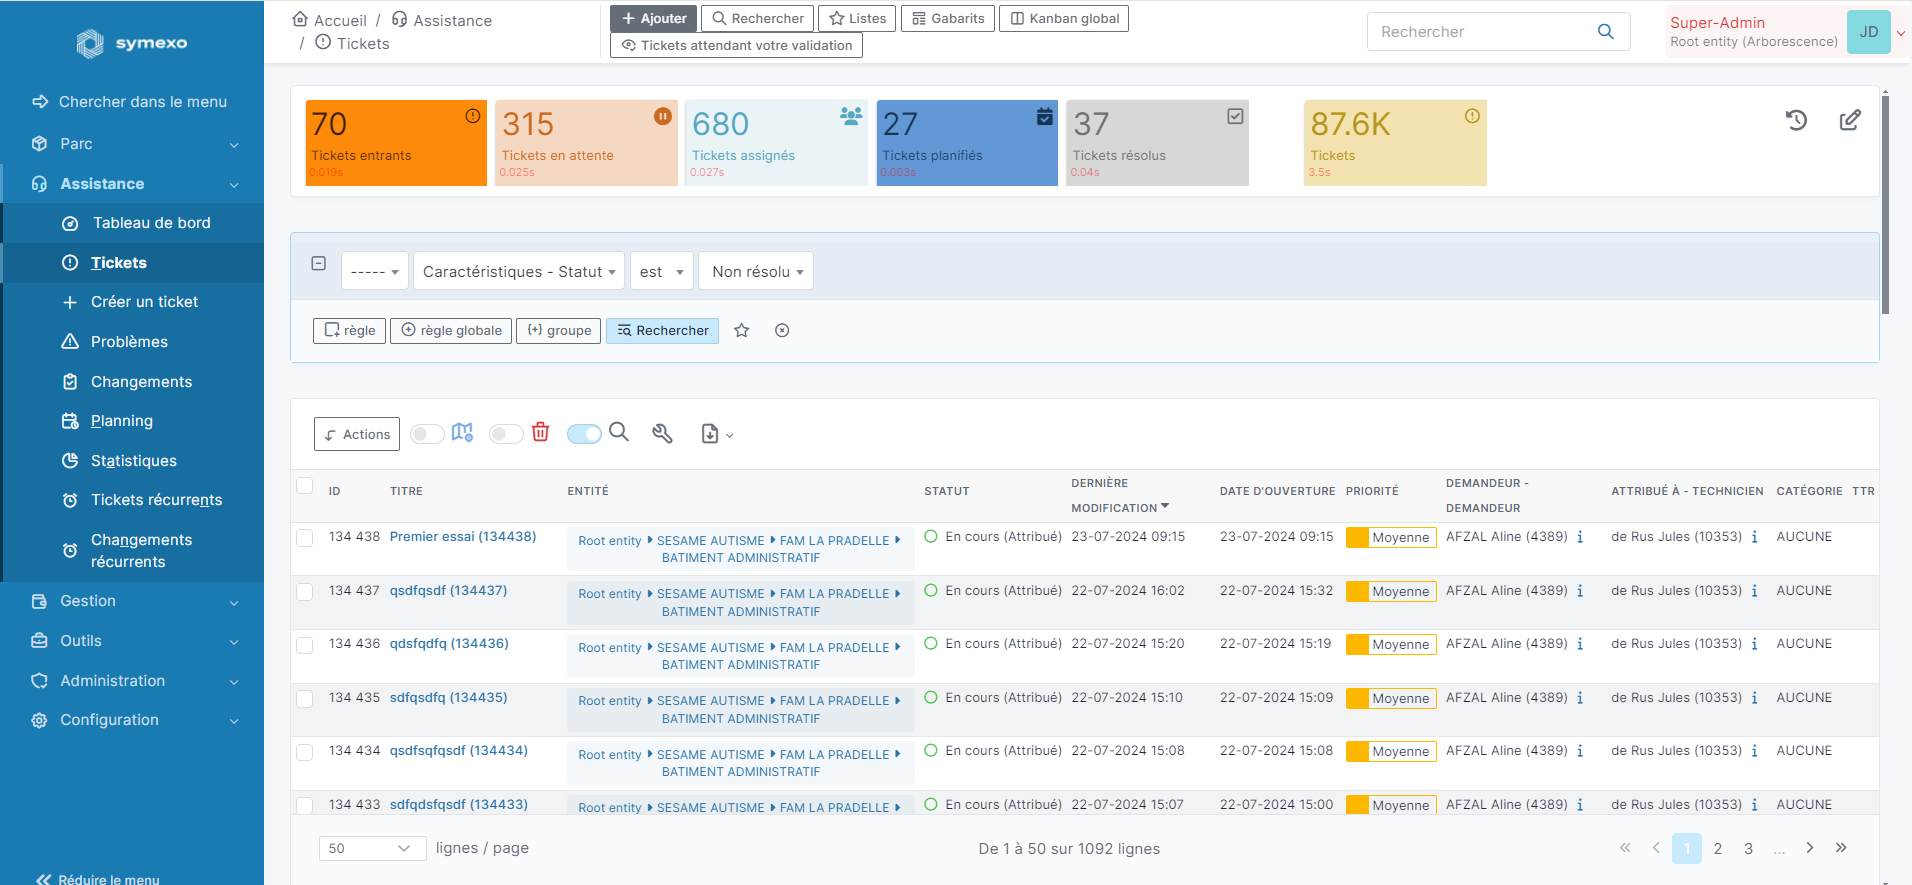 symexo
Chercher dans le menu
Parc
Assistance
Tableau de bord
Tickets
Créer un ticket
Problèmes
Changements
Planning
Statistiques
Tickets récurrents
Changements
récurrents
Gestion
Outils
Administration
Configuration
Réduire le menu
Accueil / Assistance
/ Tickets
Ajouter Rechercher Listes Gabarits Kanban global
Tickets attendant votre validation
Rechercher
Super-Admin
Root entity (Arborescence)
JD
70
Tickets entrants
0.019s
315
Tickets en attente
0.025s
680
Tickets assignés
0.027s
27
Tickets planifiés
0.003s
37
Tickets résolus
0.04s
87.6K
Tickets
3.5s
----- Caractéristiques - Statut est Non résolu
règle règle globale groupe Rechercher
Actions
ID TITRE ENTITÉ STATUT DERNIÈRE MODIFICATION DATE D'OUVERTURE PRIORITÉ DEMANDEUR - DEMANDEUR ATTRIBUÉ À - TECHNICIEN CATÉGORIE TTR
134 438 Premier essai (134438) Root entity SESAME AUTISME FAM LA PRADELLE En cours (Attribué) 23-07-2024 09:15 23-07-2024 09:15 Moyenne AFZAL Aline (4389) de Rus Jules (10353) AUCUNE
BATIMENT ADMINISTRATIF
134 437 qsdfqsdf (134437) Root entity SESAME AUTISME FAM LA PRADELLE En cours (Attribué) 22-07-2024 16:02 22-07-2024 15:32 Moyenne AFZAL Aline (4389) de Rus Jules (10353) AUCUNE
BATIMENT ADMINISTRATIF
134 436 qdsfqdfq (134436) Root entity SESAME AUTISME FAM LA PRADELLE En cours (Attribué) 22-07-2024 15:20 22-07-2024 15:19 Moyenne AFZAL Aline (4389) de Rus Jules (10353) AUCUNE
BATIMENT ADMINISTRATIF
134 435 sdfqsdfq (134435) Root entity SESAME AUTISME FAM LA PRADELLE En cours (Attribué) 22-07-2024 15:10 22-07-2024 15:09 Moyenne AFZAL Aline (4389) de Rus Jules (10353) AUCUNE
BATIMENT ADMINISTRATIF
134 434 qsdfsqfqsdf (134434) Root entity SESAME AUTISME FAM LA PRADELLE En cours (Attribué) 22-07-2024 15:08 22-07-2024 15:08 Moyenne AFZAL Aline (4389) de Rus Jules (10353) AUCUNE
BATIMENT ADMINISTRATIF
134 433 sdfqdsfqsdf (134433) Root entity SESAME AUTISME FAM LA PRADELLE En cours (Attribué) 22-07-2024 15:07 22-07-2024 15:00 Moyenne AFZAL Aline (4389) de Rus Jules (10353) AUCUNE
50 lignes / page De 1 à 50 sur 1092 lignes « ‹ 1 2 3 ... › »